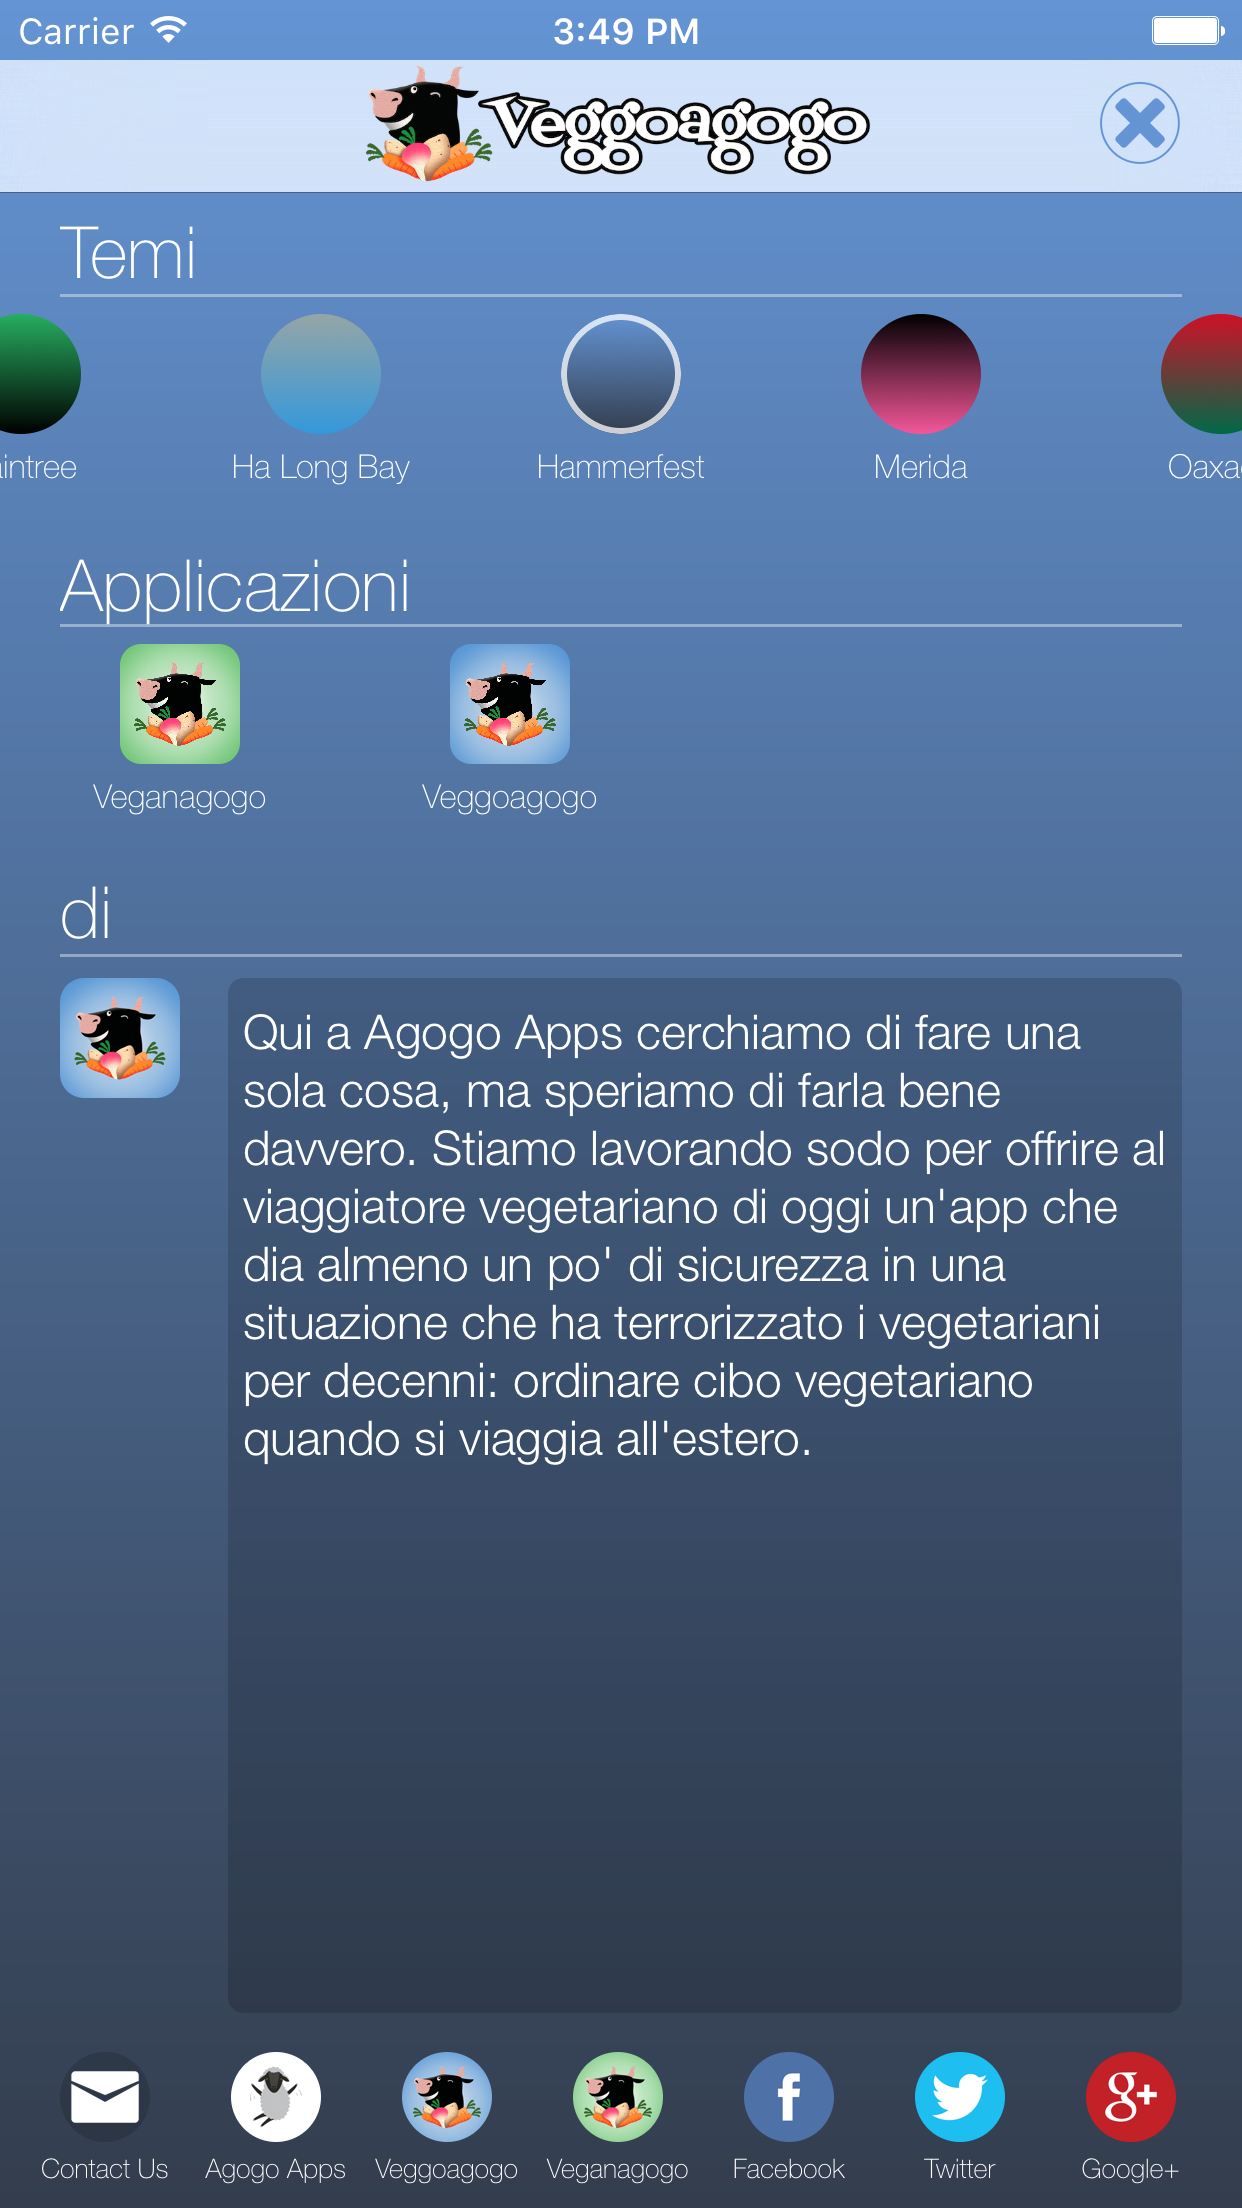 Carrier 3:49 PM
Veggoagogo
Temi
intree Ha Long Bay Hammerfest Merida Oaxa
Applicazioni
Veganagogo Veggoagogo
di
Qui a Agogo Apps cerchiamo di fare una
sola cosa, ma speriamo di farla bene
davvero. Stiamo lavorando sodo per offrire al
viaggiatore vegetariano di oggi un'app che
dia almeno un po' di sicurezza in una
situazione che ha terrorizzato i vegetariani
per decenni: ordinare cibo vegetariano
quando si viaggia all'estero.
Contact Us Agogo Apps Veggoagogo Veganagogo Facebook Twitter Google+